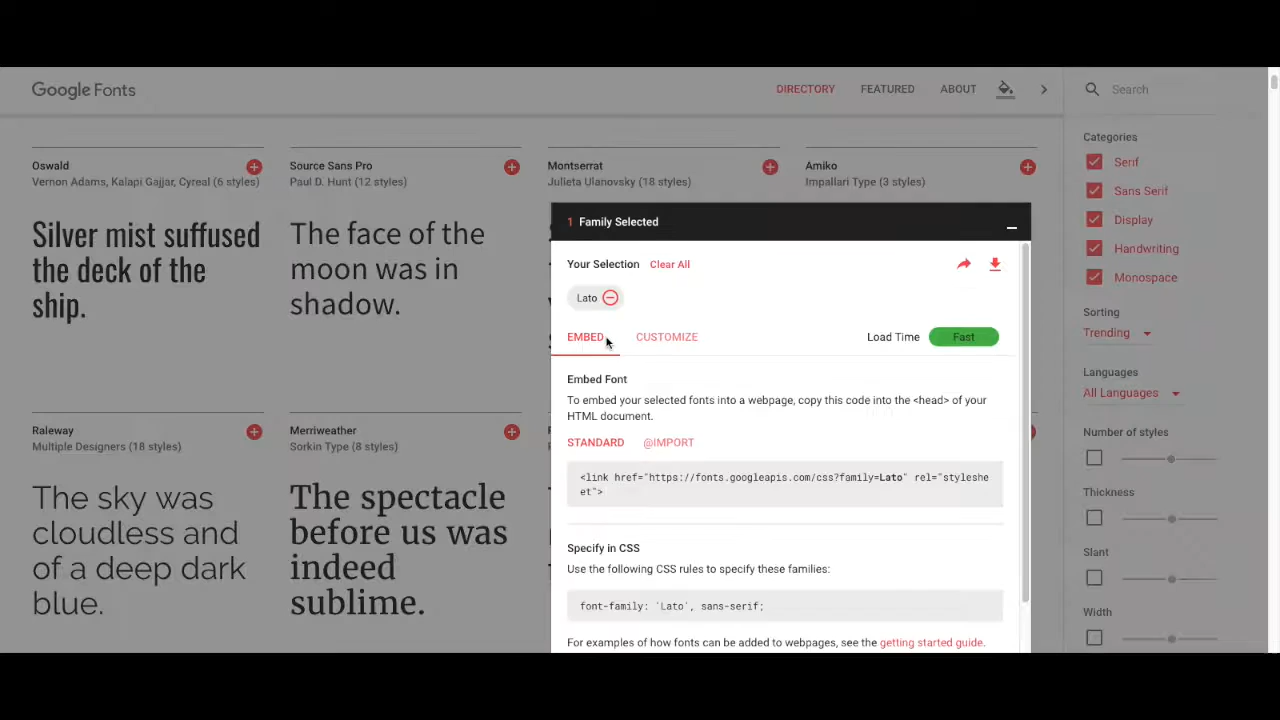 Google Fonts
DIRECTORY
FEATURED
ABOUT
Search
Oswald
Vernon Adams, Kalapi Gajjar, Cyreal (6 styles)
Silver mist suffused
the deck of the
ship.
Source Sans Pro
Paul D. Hunt (12 styles)
The face of the
moon was in
shadow.
Montserrat
Julieta Ulanovsky (18 styles)
Amiko
Impallari Type (3 styles)
Raleway
Multiple Designers (18 styles)
The sky was
cloudless and
of a deep dark
blue.
Merriweather
Sorkin Type (8 styles)
The spectacle
before us was
indeed
sublime.
1 Family Selected
Your Selection Clear All
Lato
EMBED CUSTOMIZE Load Time Fast
Embed Font
To embed your selected fonts into a webpage, copy this code into the <head> of your
HTML document.
STANDARD @IMPORT
<link href="https://fonts.googleapis.com/css?family=Lato" rel="styleshe
et">
Specify in CSS
Use the following CSS rules to specify these families:
font-family: 'Lato', sans-serif;
For examples of how fonts can be added to webpages, see the getting started guide.
Categories
Serif
Sans Serif
Display
Handwriting
Monospace
Sorting
Trending
Languages
All Languages
Number of styles
Thickness
Slant
Width